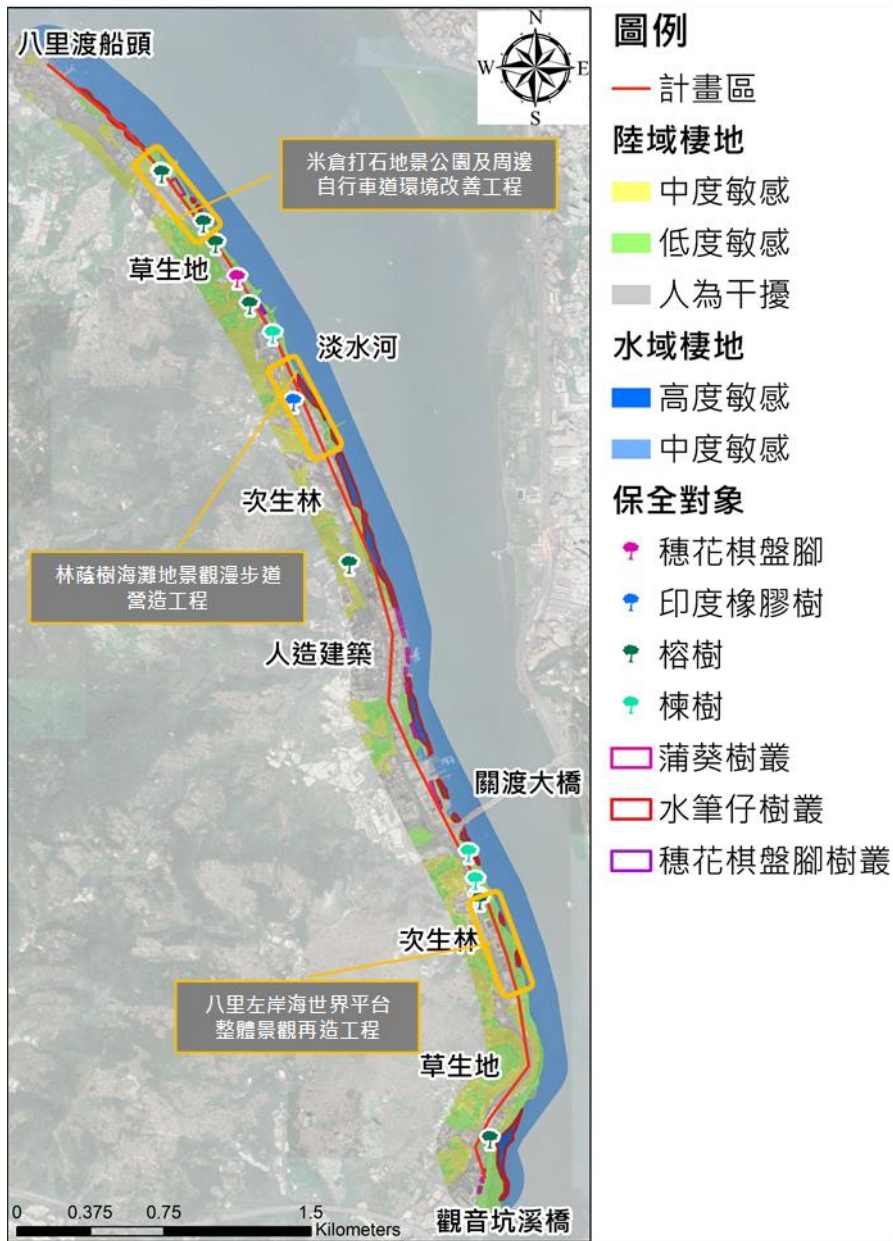 八里渡船頭
N
W
E
S
米倉打石地景公園及周邊
自行車道環境改善工程
草生地
淡水河
次生林
林蔭樹海灘地景觀漫步道
營造工程
人造建築
關渡大橋
次生林
八里左岸海世界平台
整體景觀再造工程
草生地
觀音坑溪橋
0 0.375 0.75 1.5
Kilometers
圖例
計畫區
陸域棲地
中度敏感
低度敏感
人為干擾
水域棲地
高度敏感
中度敏感
保全對象
穗花棋盤腳
印度橡膠樹
榕樹
楝樹
蒲葵樹叢
水筆仔樹叢
穗花棋盤腳樹叢